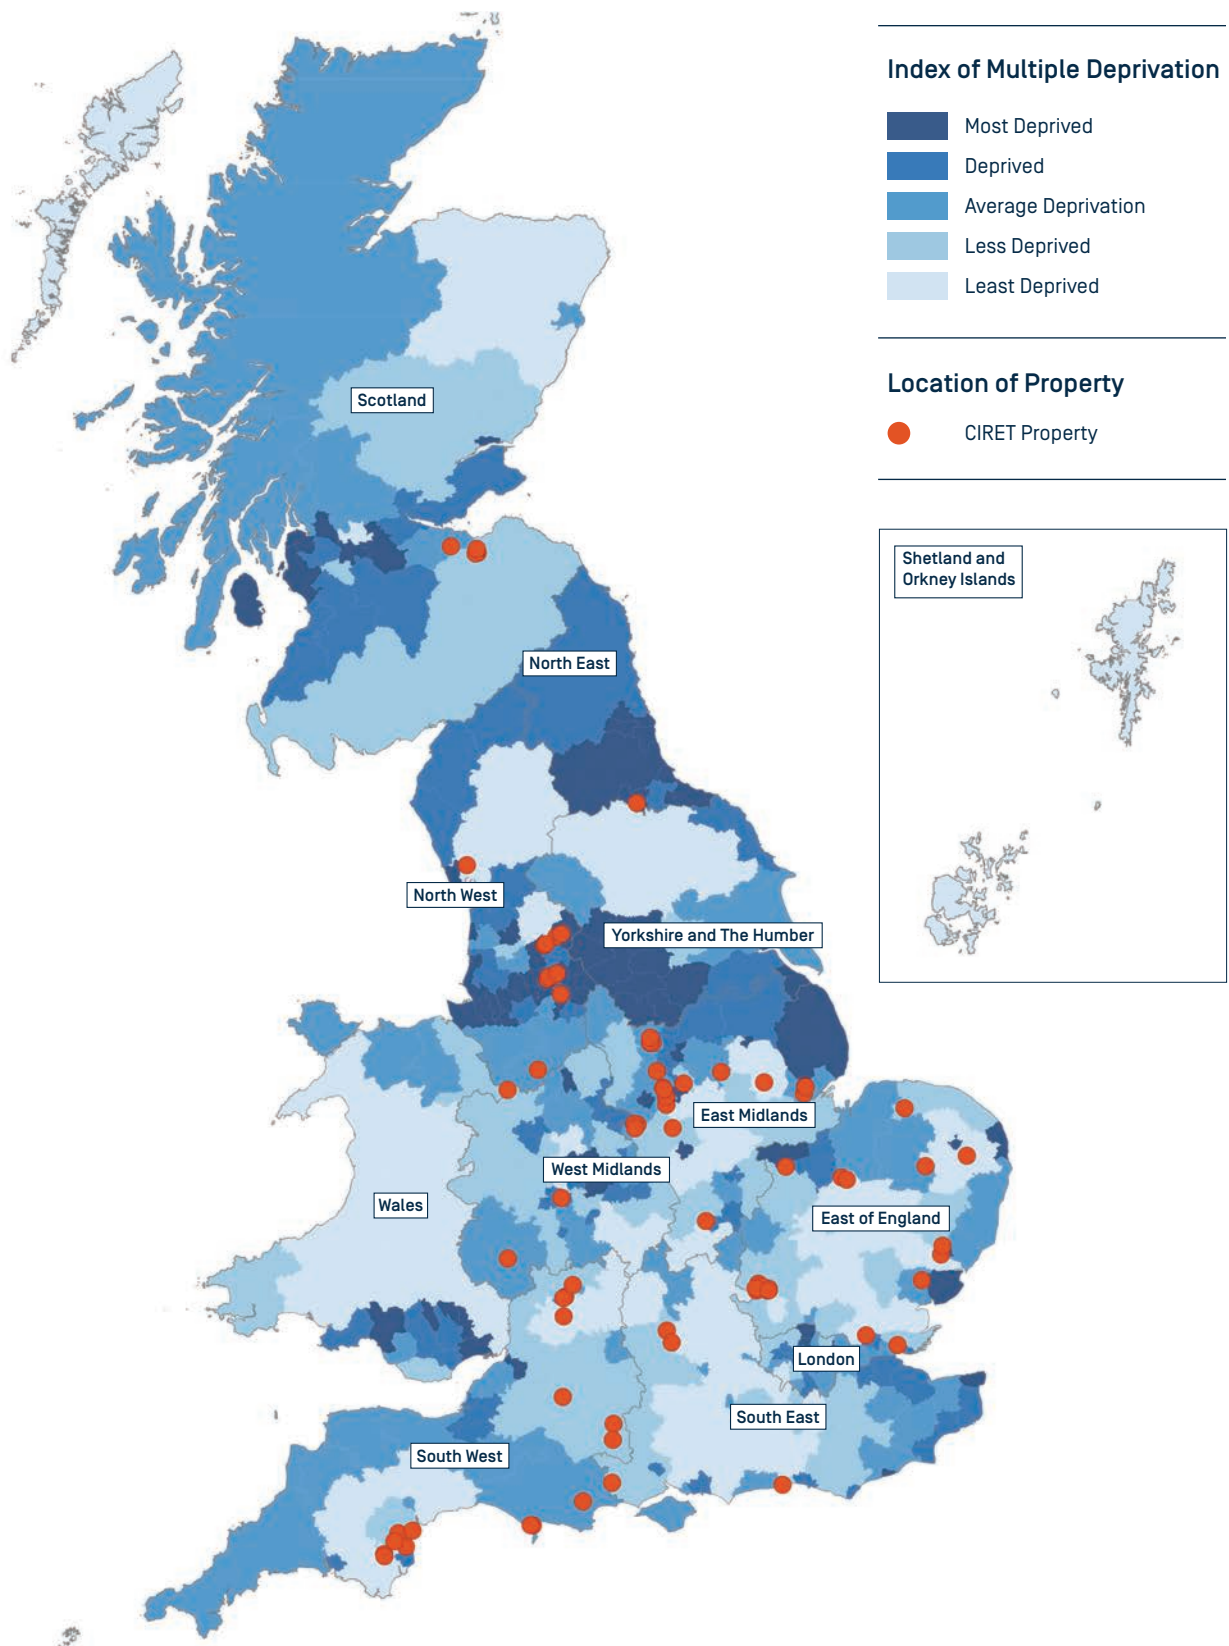 Index of Multiple Deprivation
Most Deprived
Deprived
Average Deprivation
Less Deprived
Least Deprived
Location of Property
CIRET Property
Scotland
Shetland and
Orkney Islands
North East
North West
Yorkshire and The Humber
East Midlands
West Midlands
Wales
East of England
London
South East
South West